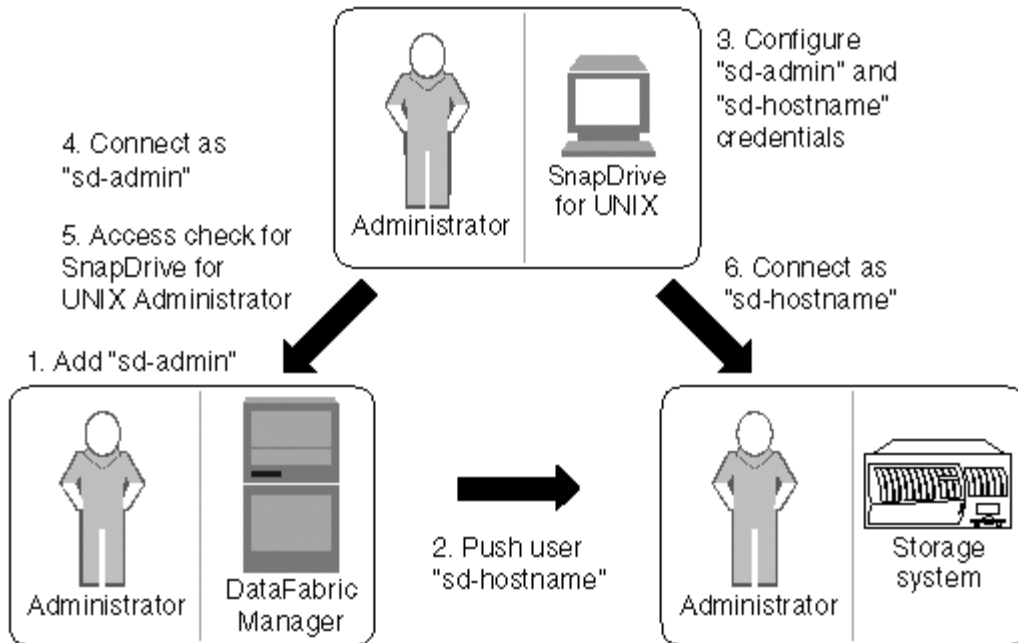 3. Configure
"sd-admin" and
"sd-hostname"
credentials
SnapDrive
for UNIX
Administrator
4. Connect as
"sd-admin"
5. Access check for
SnapDrive for
UNIX Administrator
6. Connect as
"sd-hostname"
1. Add "sd-admin"
Administrator
DataFabric
Manager
2. Push user
"sd-hostname"
Administrator
Storage
system